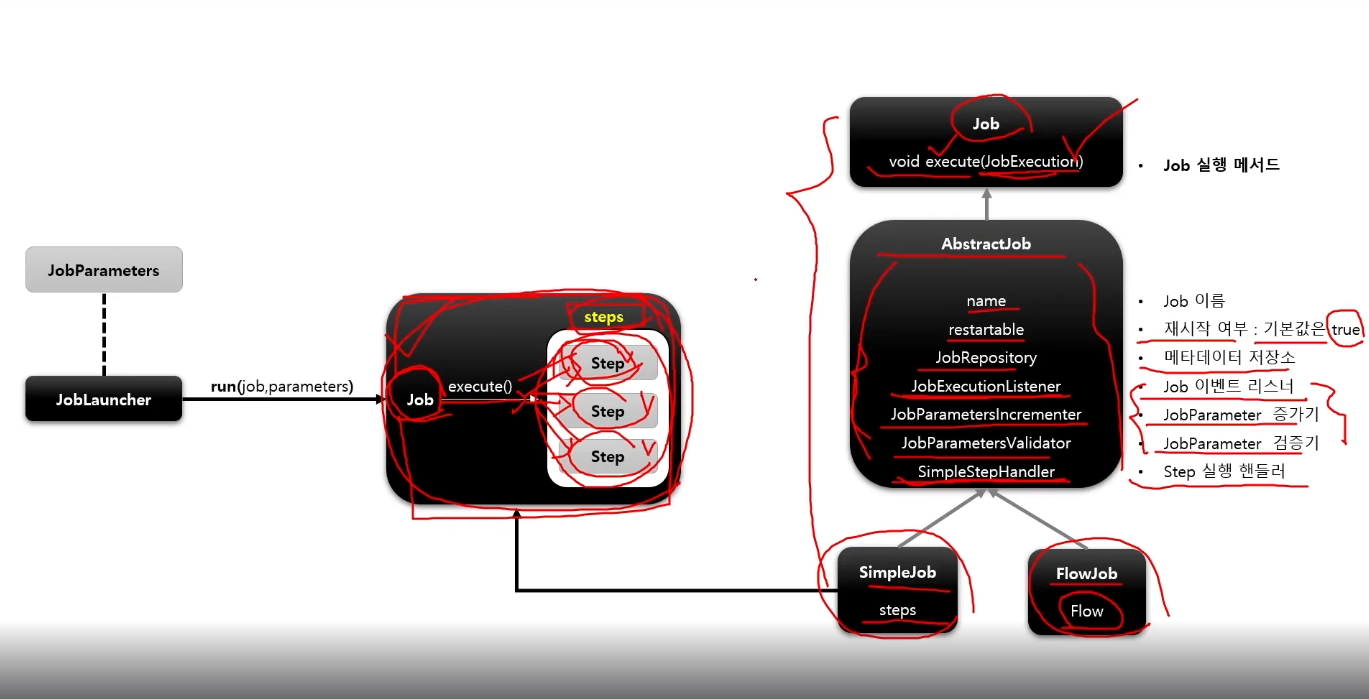 JobParameters
JobLauncher
run(job,parameters)
Job
execute()
steps
Step
Step
Step
Job
void execute(JobExecution)
• Job 실행 메서드
AbstractJob
name
• Job 이름
restartable
• 재시작 여부 : 기본값은 true
JobRepository
• 메타데이터 저장소
JobExecutionListener
• Job 이벤트 리스너
JobParametersIncrementer
• JobParameter 증가기
JobParametersValidator
• JobParameter 검증기
SimpleStepHandler
• Step 실행 핸들러
SimpleJob
steps
FlowJob
Flow